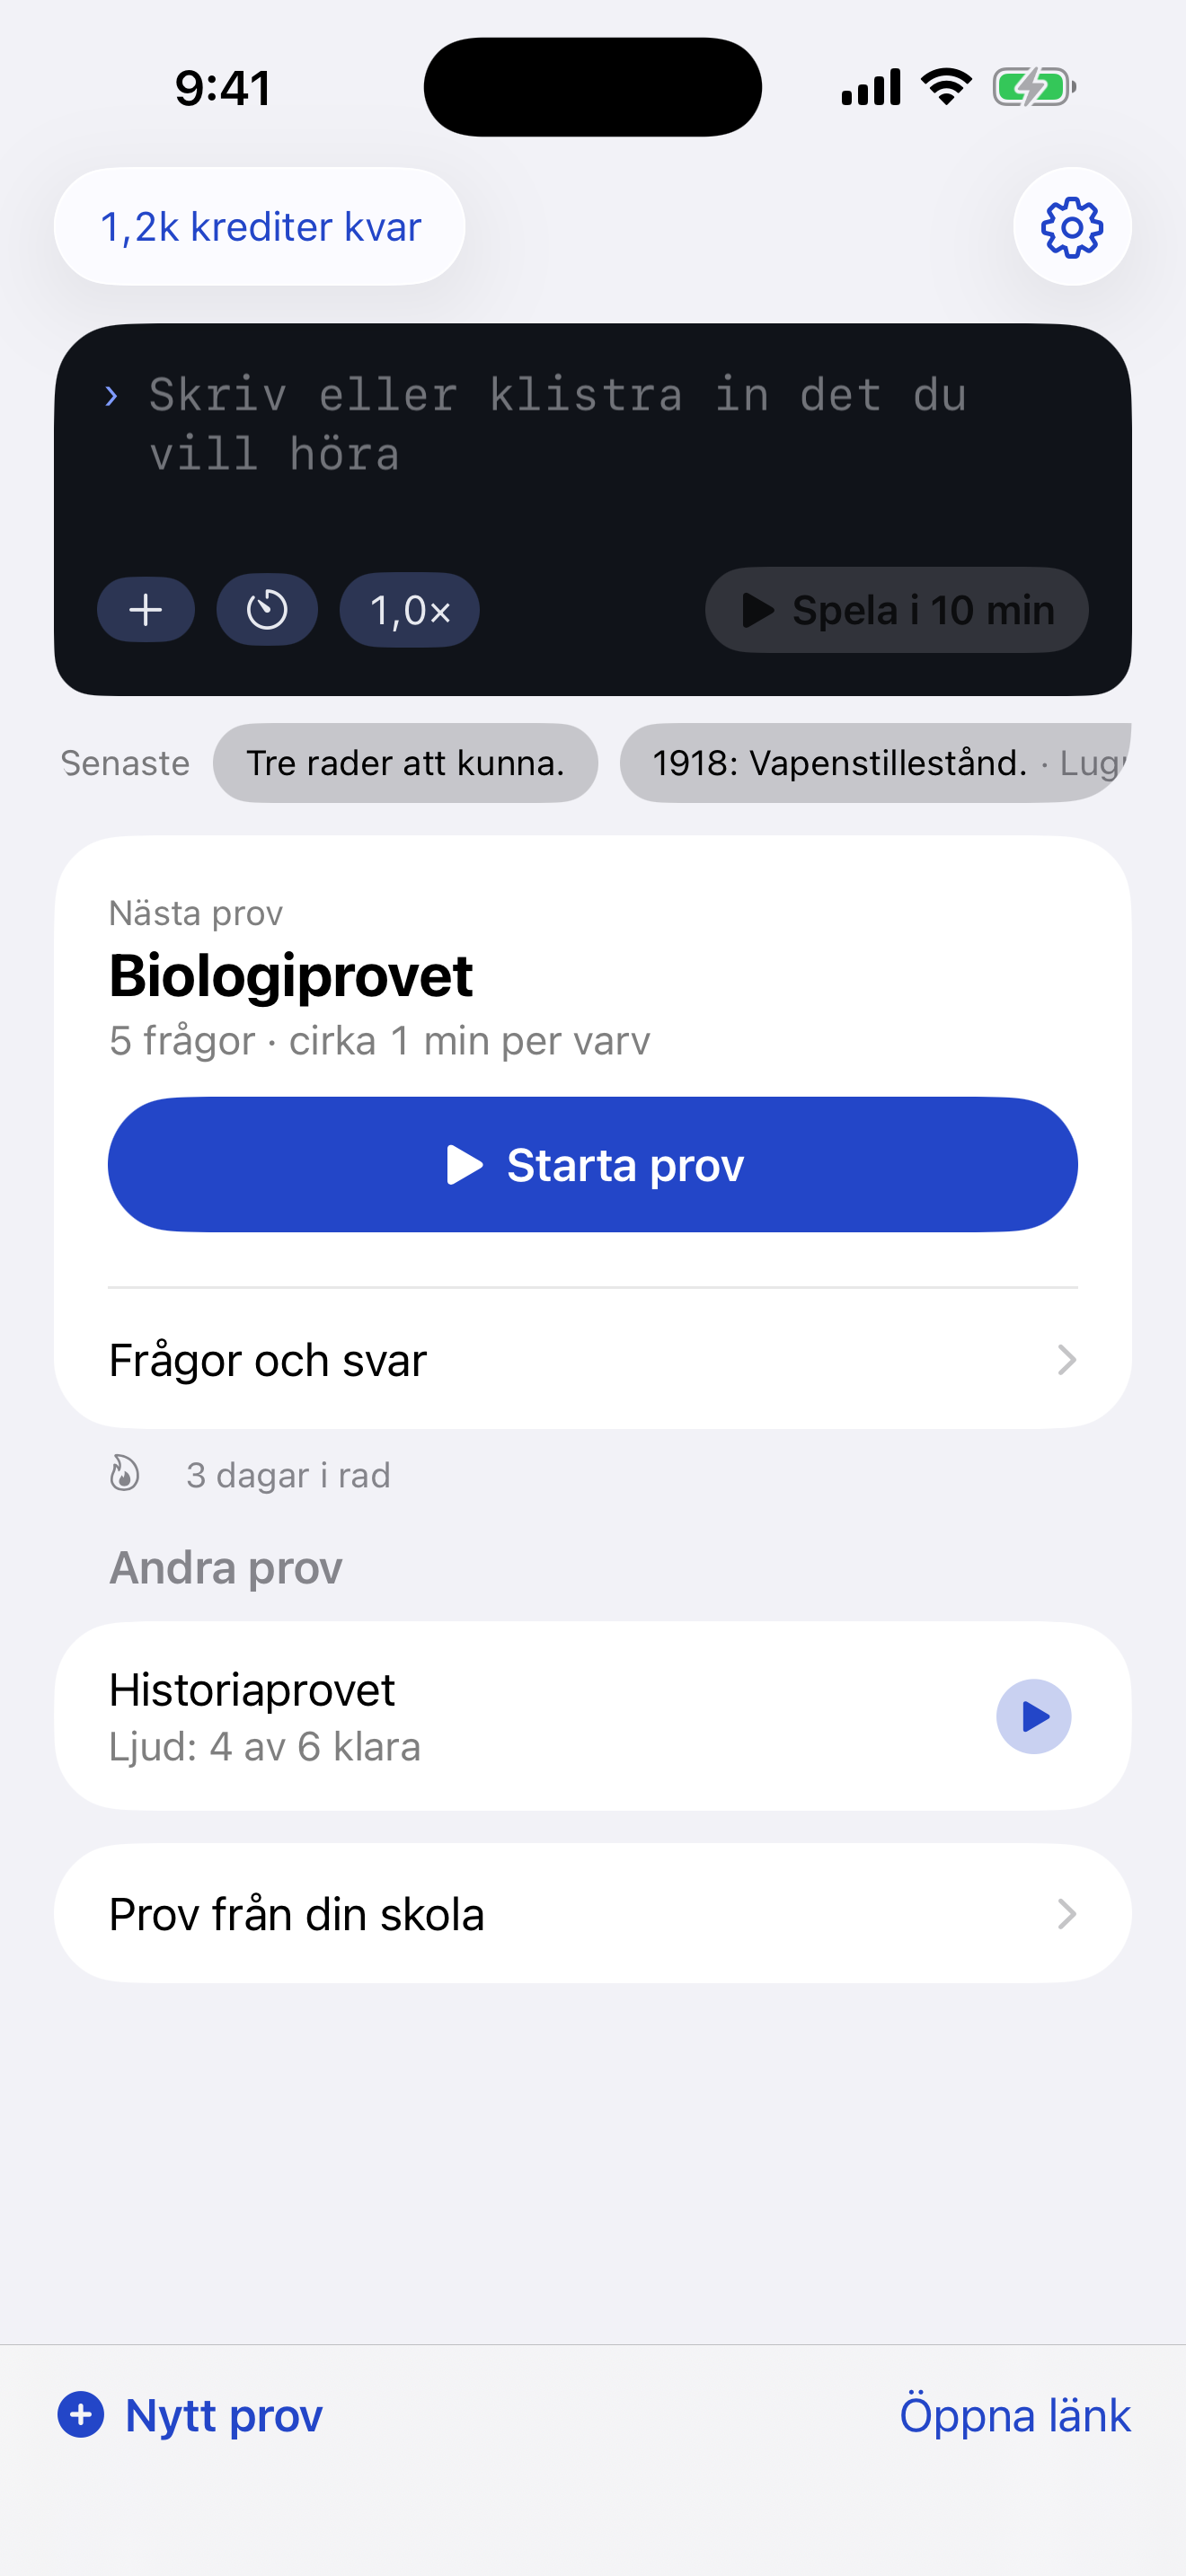 9:41
1,2k krediter kvar
› Skriv eller klistra in det du
vill höra
1,0×
Spela i 10 min
Senaste
Tre rader att kunna.
1918: Vapenstillestånd. ·
Nästa prov
Biologiprovet
5 frågor · cirka 1 min per varv
Starta prov
Frågor och svar
3 dagar i rad
Andra prov
Historiaprovet
Ljud: 4 av 6 klara
Prov från din skola
Nytt prov
Öppna länk